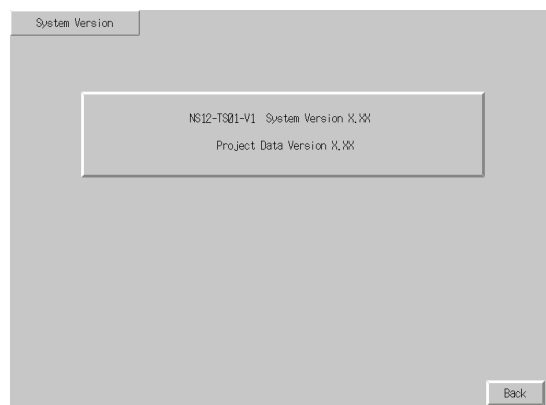 System Version
NS12-TS01-V1 System Version X.XX
Project Data Version X.XX
Back